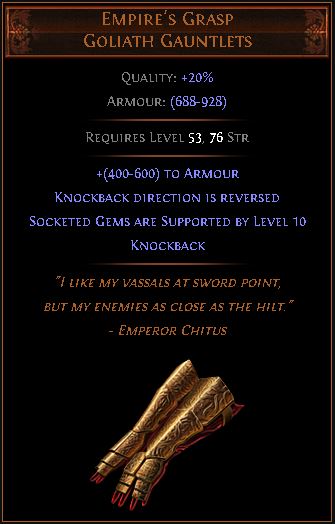 Empire's Grasp
Goliath Gauntlets
Quality: +20%
Armour: (688-928)
Requires Level 53, 76 Str
+(400-600) to Armour
Knockback direction is reversed
Socketed Gems are Supported by Level 10
Knockback
"I like my vassals at sword point,
but my enemies as close as the hilt."
- Emperor Chitus